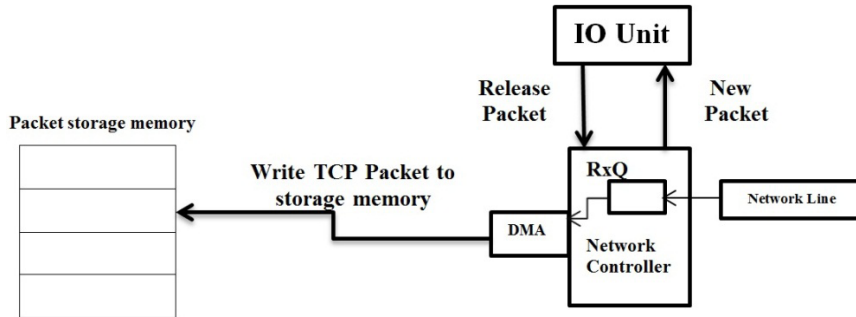 IO Unit
Release
Packet
New
Packet
Packet storage memory
Write TCP Packet to
storage memory
RxQ
DMA
Network
Controller
Network Line